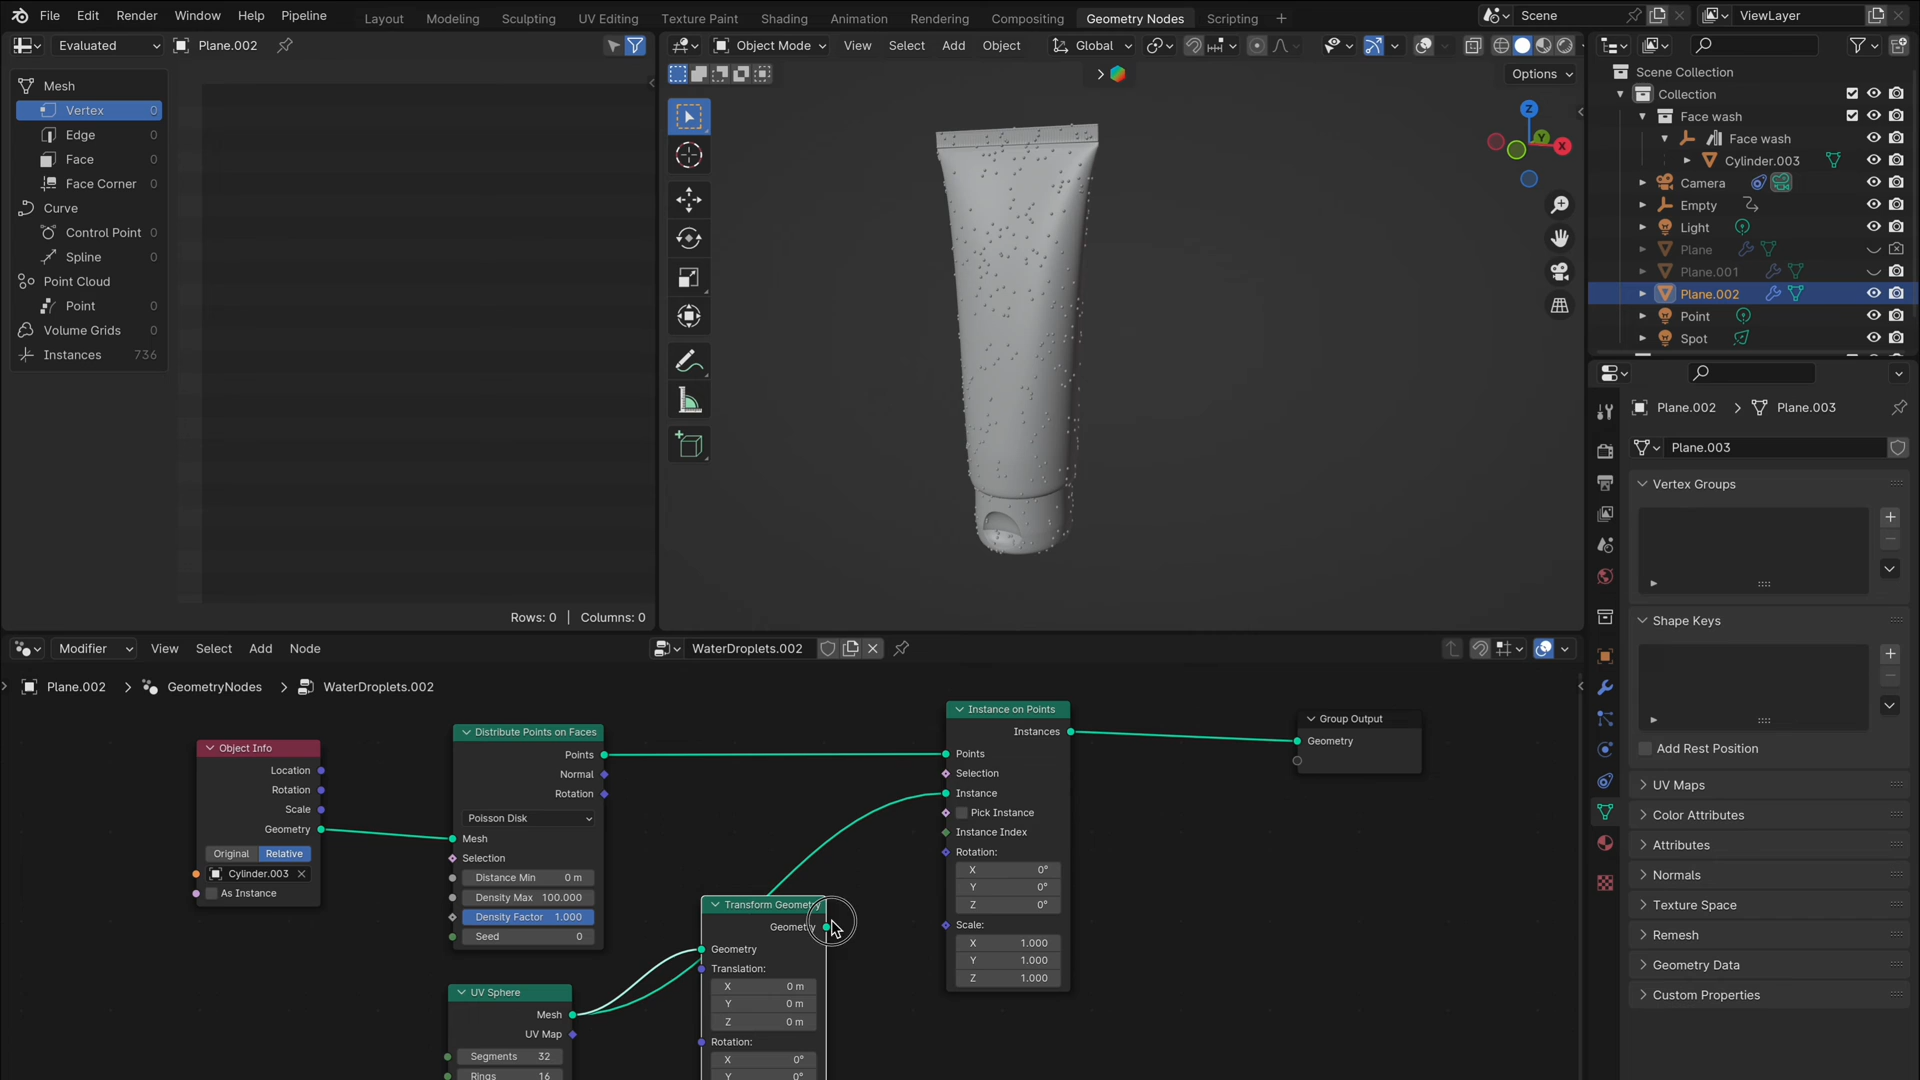 File Edit Render Window Help Pipeline
Layout Modeling Sculpting UV Editing Texture Paint Shading Animation Rendering Compositing Geometry Nodes Scripting
Scene
ViewLayer
Evaluated
Plane.002
Object Mode View Select Add Object
Global
Options
Mesh
Vertex 0
Edge 0
Face 0
Face Corner 0
Curve
Control Point 0
Spline 0
Point Cloud
Point 0
Volume Grids
Instances 736
Rows: 0 | Columns: 0
Z
Y
X
Scene Collection
Collection
Face wash
Face wash
Cylinder.003
Camera
Empty
Light
Plane
Plane.001
Plane.002
Point
Spot
Plane.002 > Plane.003
Plane.003
Vertex Groups
Shape Keys
Add Rest Position
UV Maps
Color Attributes
Attributes
Normals
Texture Space
Remesh
Geometry Data
Custom Properties
Modifier View Select Add Node
WaterDroplets.002
Plane.002 > GeometryNodes > WaterDroplets.002
Object Info
Location
Rotation
Scale
Geometry
Original Relative
Cylinder.003
As Instance
Distribute Points on Faces
Points
Normal
Rotation
Poisson Disk
Mesh
Selection
Distance Min 0 m
Density Max 100.000
Density Factor 1.000
Seed 0
UV Sphere
Mesh
UV Map
Segments 32
Rings 16
Transform Geometry
Geometry
Geometry
Translation:
X 0 m
Y 0 m
Z 0 m
Rotation:
X 0°
Y 0°
Instance on Points
Instances
Points
Selection
Instance
Pick Instance
Instance Index
Rotation:
X 0°
Y 0°
Z 0°
Scale:
X 1.000
Y 1.000
Z 1.000
Group Output
Geometry